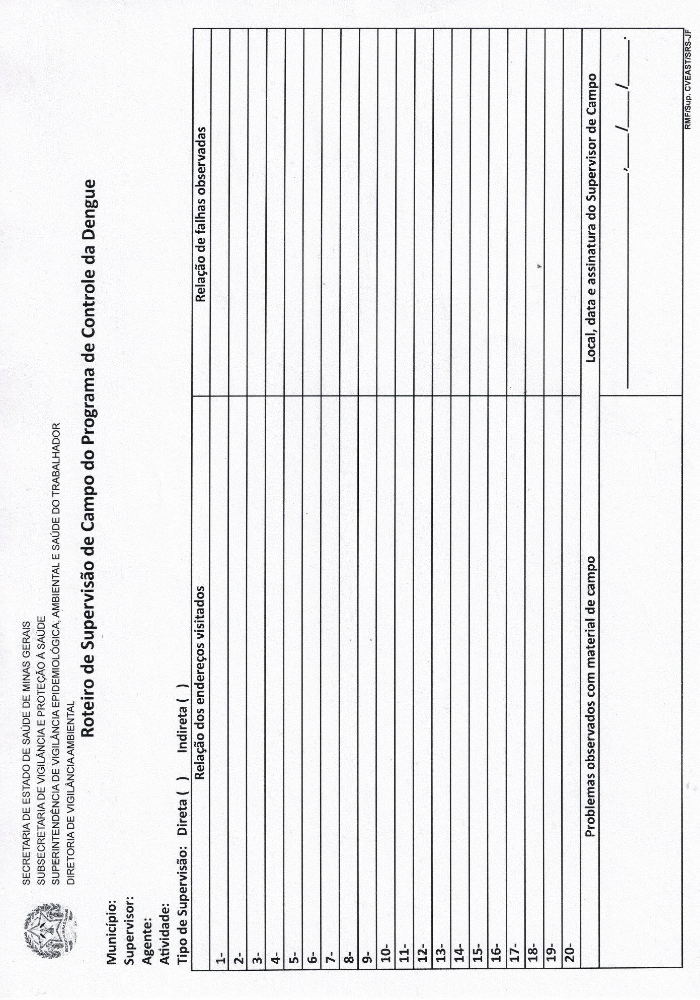 SECRETARIA DE ESTADO DE SAÚDE DE MINAS GERAIS
SUBSECRETARIA DE VIGILÂNCIA E PROTEÇÃO À SAÚDE
SUPERINTENDÊNCIA DE VIGILÂNCIA EPIDEMIOLÓGICA, AMBIENTAL E SAÚDE DO TRABALHADOR
DIRETORIA DE VIGILÂNCIA AMBIENTAL
ESTADO DE MINAS GERAIS
Roteiro de Supervisão de Campo do Programa de Controle da Dengue
Município:
Supervisor:
Agente:
Atividade:
Tipo de Supervisão: Direta ( ) Indireta ( )
Relação dos endereços visitados Relação de falhas observadas
1-
2-
3-
4-
5-
6-
7-
8-
9-
10-
11-
12-
13-
14-
15-
16-
17-
18-
19-
20-
Problemas observados com material de campo Local, data e assinatura do Supervisor de Campo
______________________________, ____/____/____.
RMF/Sup. CVEAST/SRS-JF